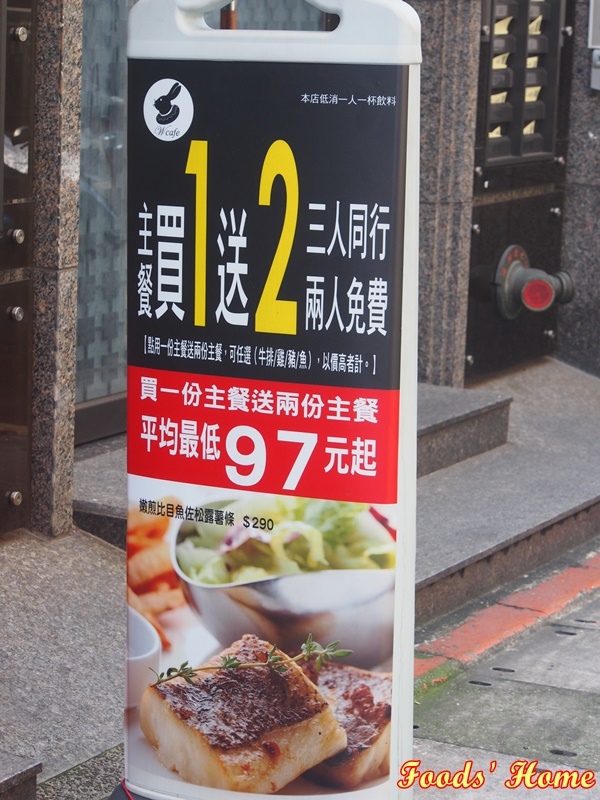 W cafe
本店低消一人一杯飲料
主餐買1送2
三人同行
兩人免費
【點用一份主餐送兩份主餐,可任選(牛排/雞/豬/魚),以價高者計。】
買一份主餐送兩份主餐
平均最低97元起
嫩煎比目魚佐松露薯條 $290
Foods' Home